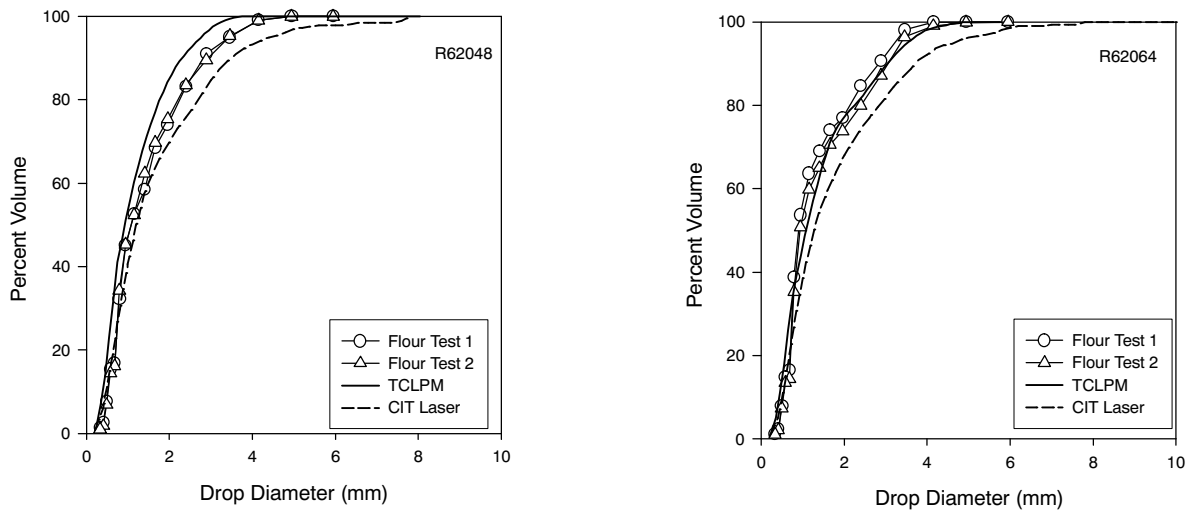 Percent Volume
100
80
60
40
20
0
R62048
Flour Test 1
Flour Test 2
TCLPM
CIT Laser
0 2 4 6 8 10
Drop Diameter (mm)
Percent Volume
100
80
60
40
20
0
R62064
Flour Test 1
Flour Test 2
TCLPM
CIT Laser
0 2 4 6 8 10
Drop Diameter (mm)